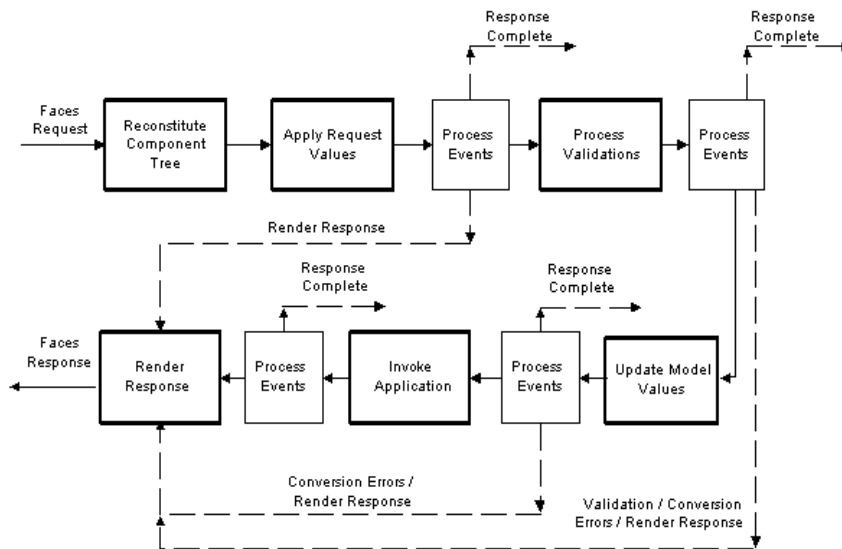 Response
Complete
Response
Complete
Faces
Request
Reconstitute
Component
Tree
Apply Request
Values
Process
Events
Process
Validations
Process
Events
Render Response
Response
Complete
Response
Complete
Faces
Response
Render
Response
Process
Events
Invoke
Application
Process
Events
Update Model
Values
Conversion Errors /
Render Response
Validation / Conversion
Errors / Render Response